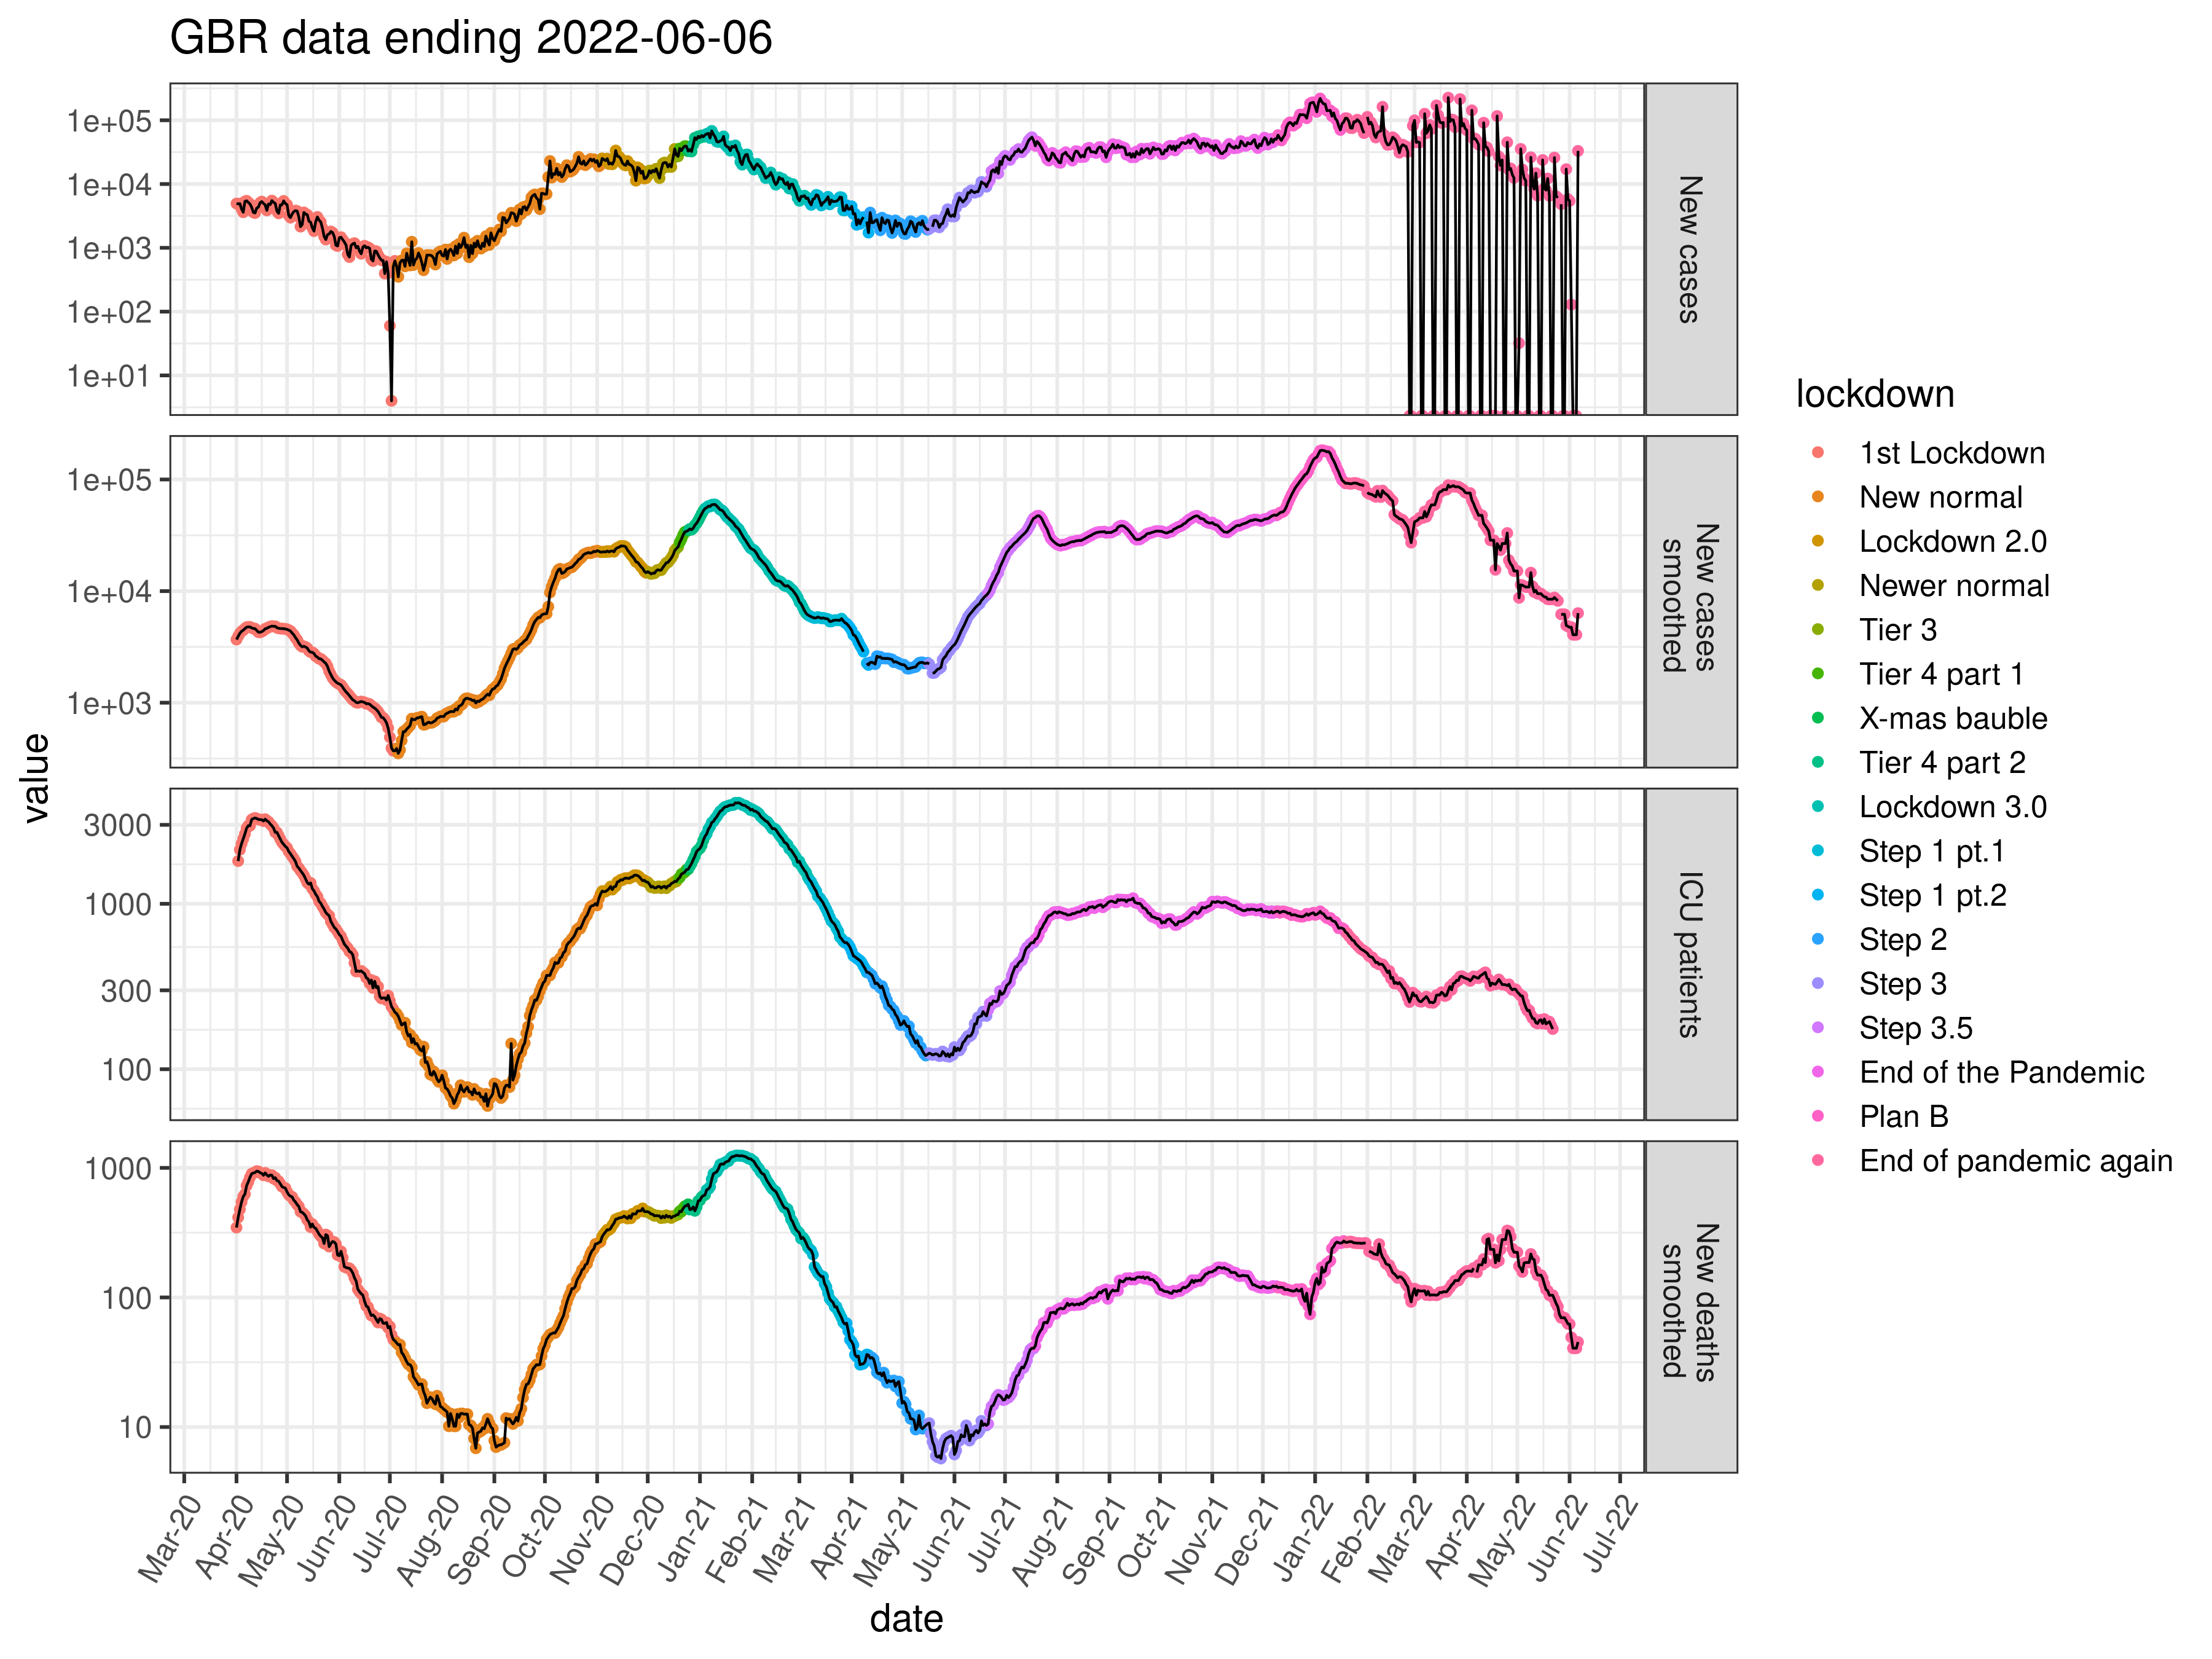 GBR data ending 2022-06-06
1e+05
1e+04
1e+03
1e+02
1e+01
New cases
1e+05
1e+04
1e+03
New cases
smoothed
3000
1000
300
100
ICU patients
1000
100
10
New deaths
smoothed
value
Mar-20
Apr-20
May-20
Jun-20
Jul-20
Aug-20
Sep-20
Oct-20
Nov-20
Dec-20
Jan-21
Feb-21
Mar-21
Apr-21
May-21
Jun-21
Jul-21
Aug-21
Sep-21
Oct-21
Nov-21
Dec-21
Jan-22
Feb-22
Mar-22
Apr-22
May-22
Jun-22
Jul-22
date
lockdown
1st Lockdown
New normal
Lockdown 2.0
Newer normal
Tier 3
Tier 4 part 1
X-mas bauble
Tier 4 part 2
Lockdown 3.0
Step 1 pt.1
Step 1 pt.2
Step 2
Step 3
Step 3.5
End of the Pandemic
Plan B
End of pandemic again